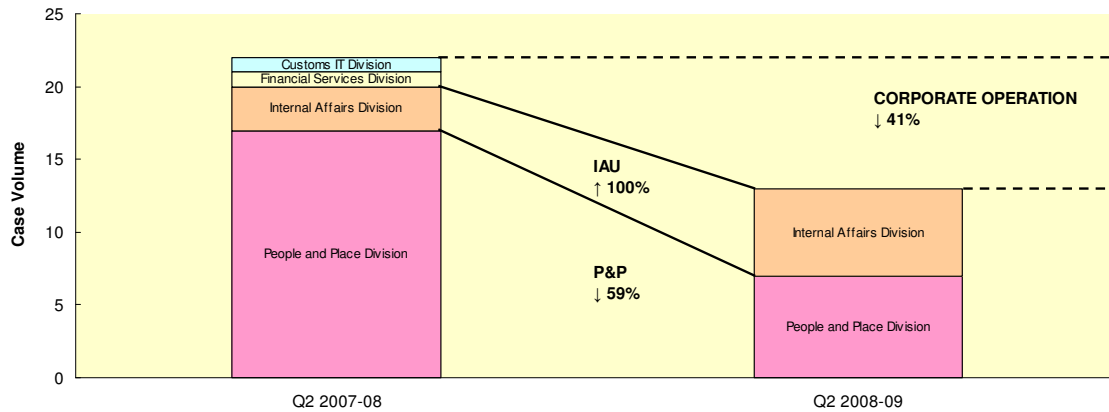 25
20
15
10
5
0
Case Volume
Customs IT Division
Financial Services Division
Internal Affairs Division
People and Place Division
IAU
↑ 100%
P&P
↓ 59%
CORPORATE OPERATION
↓ 41%
Internal Affairs Division
People and Place Division
Q2 2007-08
Q2 2008-09